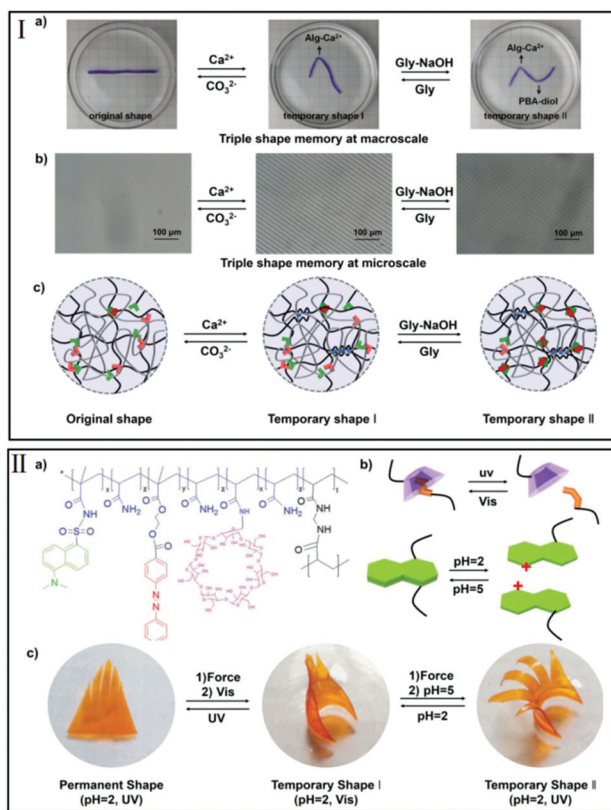 I
a)
Alg-Ca²⁺
Alg-Ca²⁺
Ca²⁺
CO₃²⁻
Gly-NaOH
Gly
PBA-diol
original shape
temporary shape I
temporary shape II
Triple shape memory at macroscale
b)
Ca²⁺
CO₃²⁻
Gly-NaOH
Gly
100 µm
100 µm
100 µm
Triple shape memory at microscale
c)
Ca²⁺
CO₃²⁻
Gly-NaOH
Gly
Original shape
Temporary shape I
Temporary shape II
II
a)
b)
uv
Vis
pH=2
pH=5
c)
1)Force
2) Vis
UV
1)Force
2) pH=5
pH=2
Permanent Shape
(pH=2, UV)
Temporary Shape I
(pH=2, Vis)
Temporary Shape II
(pH=2, UV)